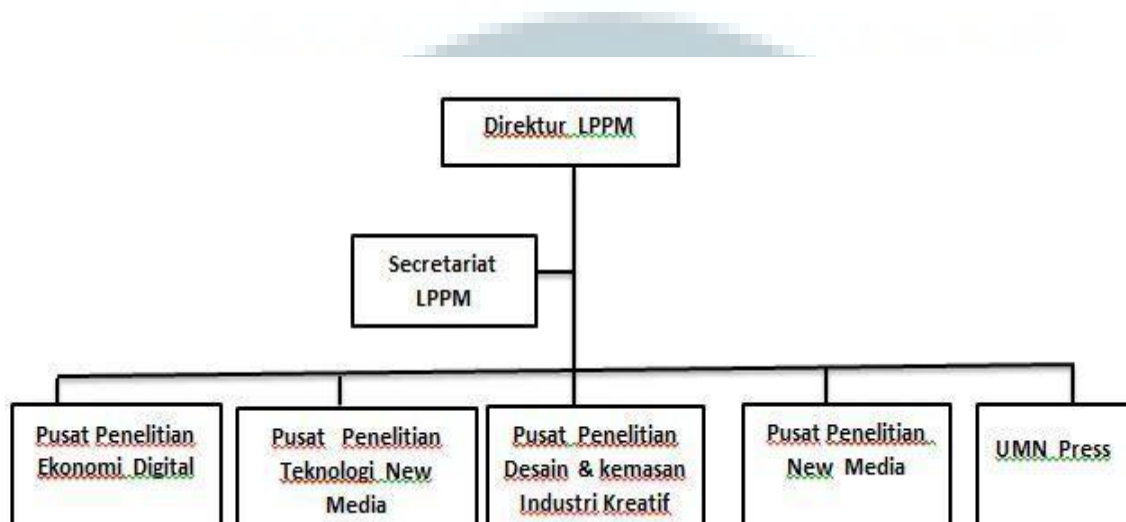 Direktur LPPM
Secretariat
LPPM
Pusat Penelitian
Ekonomi Digital
Pusat Penelitian
Teknologi New
Media
Pusat Penelitian
Desain & kemasan
Industri Kreatif
Pusat Penelitian
New Media
UMN Press